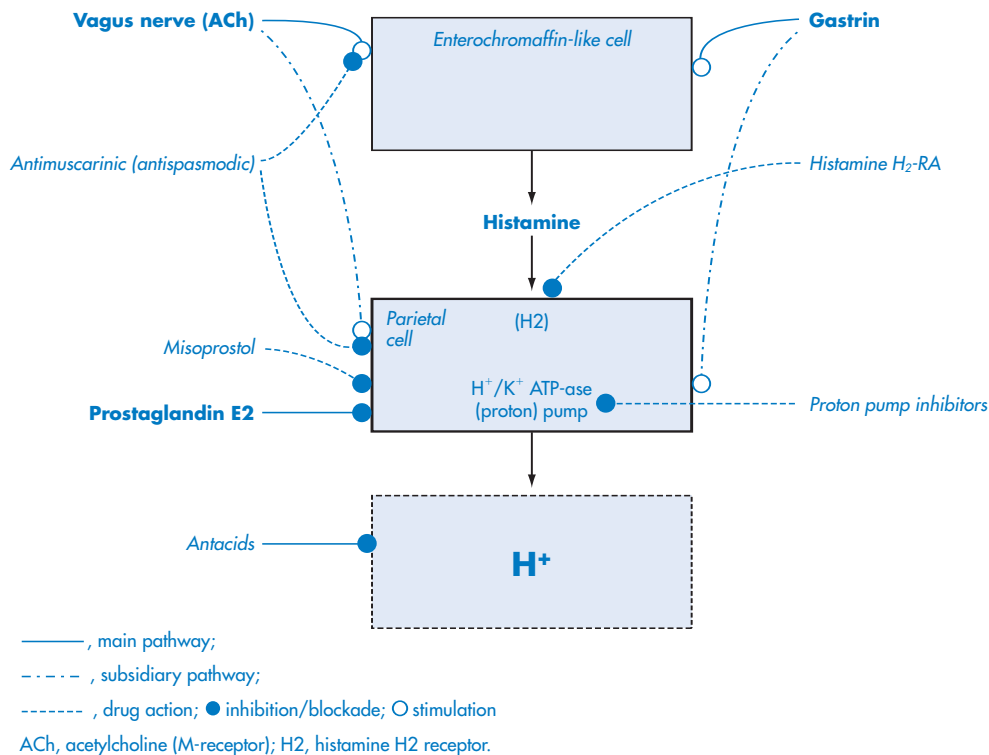 Vagus nerve (ACh)
Enterochromaffin-like cell
Gastrin
Antimuscarinic (antispasmodic)
Histamine H₂-RA
Histamine
Parietal
cell
(H2)
Misoprostol
H⁺/K⁺ ATP-ase
(proton) pump
Prostaglandin E2
Proton pump inhibitors
Antacids
H⁺
, main pathway;
, subsidiary pathway;
, drug action; inhibition/blockade; stimulation
ACh, acetylcholine (M-receptor); H2, histamine H2 receptor.